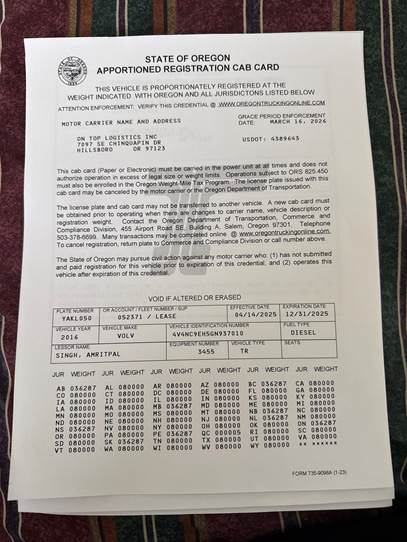 STATE OF OREGON
APPORTIONED REGISTRATION CAB CARD
THIS VEHICLE IS PROPORTIONATELY REGISTERED AT THE
WEIGHT INDICATED WITH OREGON AND ALL JURISDICTONS LISTED BELOW
ATTENTION ENFORCEMENT: VERIFY THIS CREDENTIAL @ WWW.OREGONTRUCKINGONLINE.COM
MOTOR CARRIER NAME AND ADDRESS
GRACE PERIOD ENFORCEMENT
DATE: MARCH 16, 2026
ON TOP LOGISTICS INC
7097 SE CHINQUAPIN DR
HILLSBORO OR 97123
USDOT: 4389643
This cab card (Paper or Electronic) must be carried in the power unit at all times and does not
authorize operation in excess of legal size or weight limits. Operations subject to ORS 825.450
must also be enrolled in the Oregon Weight-Mile Tax Program. The license plate issued with this
cab card may be canceled by the motor carrier or the Oregon Department of Transportation.
The license plate and cab card may not be transferred to another vehicle. A new cab card must
be obtained prior to operating when there are changes to carrier name, vehicle description or
registration weight. Contact the Oregon Department of Transportation, Commerce and
Compliance Division, 455 Airport Road SE, Building A, Salem, Oregon 97301. Telephone
503-378-6699. Many transactions may be completed online @ www.oregontruckingonline.com.
To cancel registration, return plate to Commerce and Compliance Division or call number above.
The State of Oregon may pursue civil action against any motor carrier who: (1) has not submitted
and paid registration for this vehicle prior to expiration of this credential; and (2) operates this
vehicle after expiration of this credential.
VOID IF ALTERED OR ERASED
PLATE NUMBER OR ACCOUNT / FLEET NUMBER / SUP EFFECTIVE DATE EXPIRATION DATE
YAKL050 052371 / LEASE 04/14/2025 12/31/2025
VEHICLE YEAR VEHICLE MAKE VEHICLE IDENTIFICATION NUMBER FUEL TYPE
2016 VOLV 4V4NC9EH5GN937010 DIESEL
LESSOR NAME EQUIPMENT NUMBER VEHICLE TYPE SEATS
SINGH, AMRITPAL 3455 TR
JUR WEIGHT JUR WEIGHT JUR WEIGHT JUR WEIGHT JUR WEIGHT JUR WEIGHT
AB 036287 AL 080000 AR 080000 AZ 080000 BC 036287 CA 080000
CO 080000 CT 080000 DC 080000 DE 080000 FL 080000 GA 080000
IA 080000 ID 080000 IL 080000 IN 080000 KS 080000 KY 080000
LA 080000 MA 080000 MB 036287 MD 080000 ME 080000 MI 080000
MN 080000 MO 080000 MS 080000 MT 080000 NB 036287 NC 080000
ND 080000 NE 080000 NH 080000 NJ 080000 NL 036287 NM 080000
NS 036287 NV 080000 NY 080000 OH 080000 OK 080000 ON 036287
OR 080000 PA 080000 PE 036287 QC 000005 RI 080000 SC 080000
SD 080000 SK 036287 TN 080000 TX 080000 UT 080000 VA 080000
VT 080000 WA 080000 WI 080000 WV 080000 WY 080000 ** ******
FORM 735-9098A (1-23)